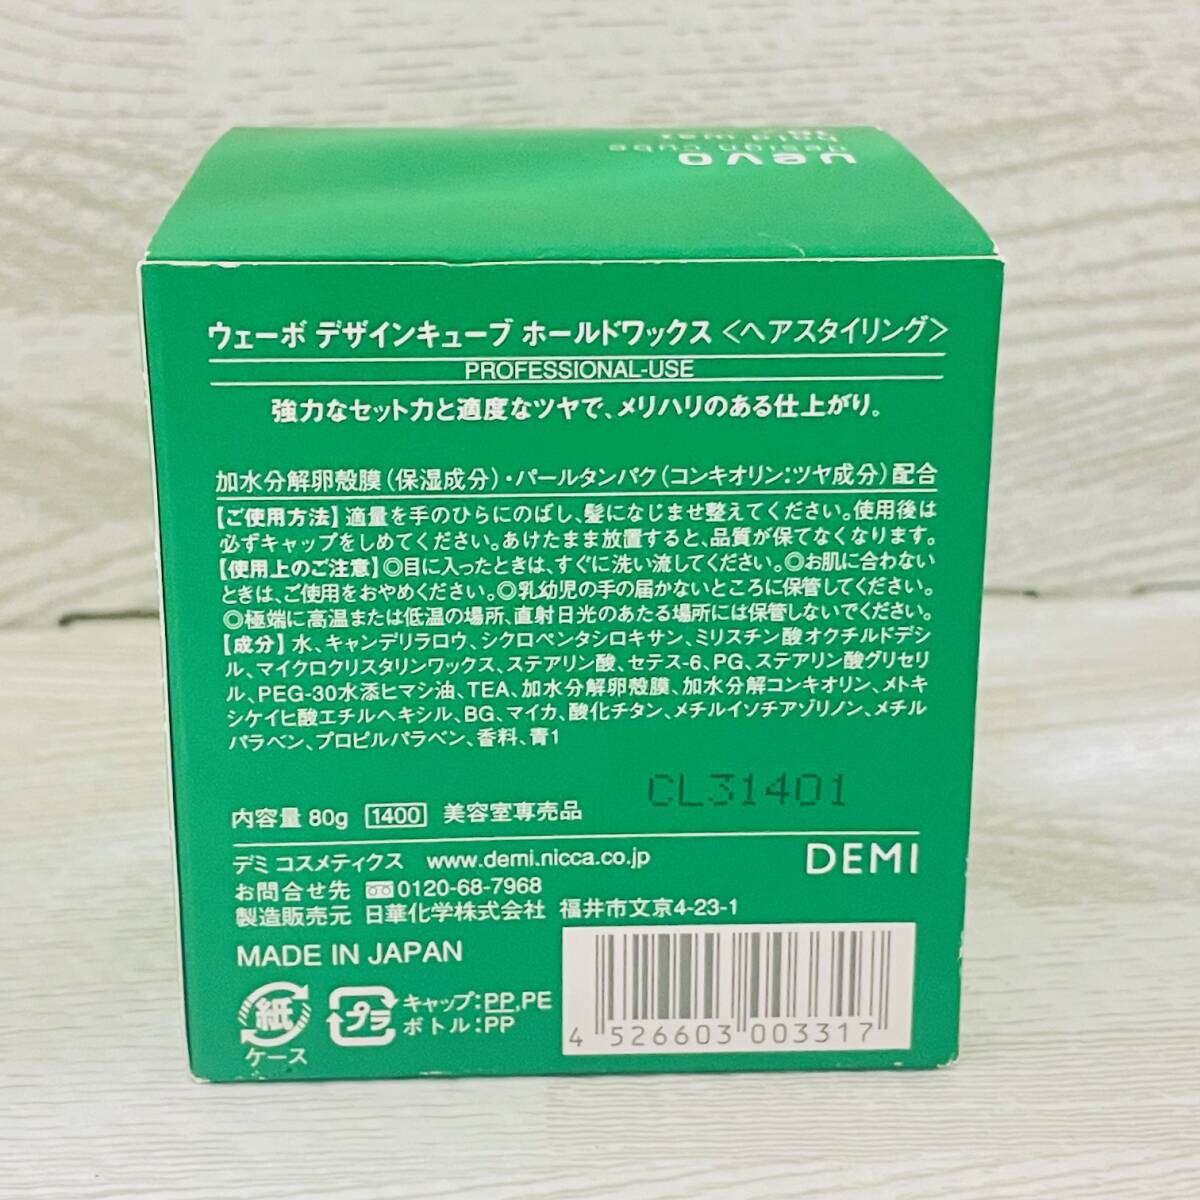 uevo
design cube
hold wax
ウェーボ デザインキューブ ホールドワックス〈ヘアスタイリング〉
PROFESSIONAL-USE
強力なセット力と適度なツヤで、メリハリのある仕上がり。
加水分解卵殻膜(保湿成分)・パールタンパク(コンキオリン:ツヤ成分)配合
【ご使用方法】適量を手のひらにのばし、髪になじませ整えてください。使用後は
必ずキャップをしめてください。あけたまま放置すると、品質が保てなくなります。
【使用上のご注意】◎目に入ったときは、すぐに洗い流してください。◎お肌に合わない
ときは、ご使用をおやめください。◎乳幼児の手の届かないところに保管してください。
◎極端に高温または低温の場所、直射日光のあたる場所には保管しないでください。
【成分】水、キャンデリラロウ、シクロペンタシロキサン、ミリスチン酸オクチルドデシ
ル、マイクロクリスタリンワックス、ステアリン酸、セテス-6、PG、ステアリン酸グリセリ
ル、PEG-30水添ヒマシ油、TEA、加水分解卵殻膜、加水分解コンキオリン、メトキ
シケイヒ酸エチルヘキシル、BG、マイカ、酸化チタン、メチルイソチアゾリノン、メチル
パラベン、プロピルパラベン、香料、青1
CL31401
内容量 80g 1400 美容室専売品
デミ コスメティクス www.demi.nicca.co.jp
DEMI
お問合せ先 0120-68-7968
製造販売元 日華化学株式会社 福井市文京4-23-1
MADE IN JAPAN
紙
ケース
プラ
キャップ:PP,PE
ボトル:PP
4 526603 003317